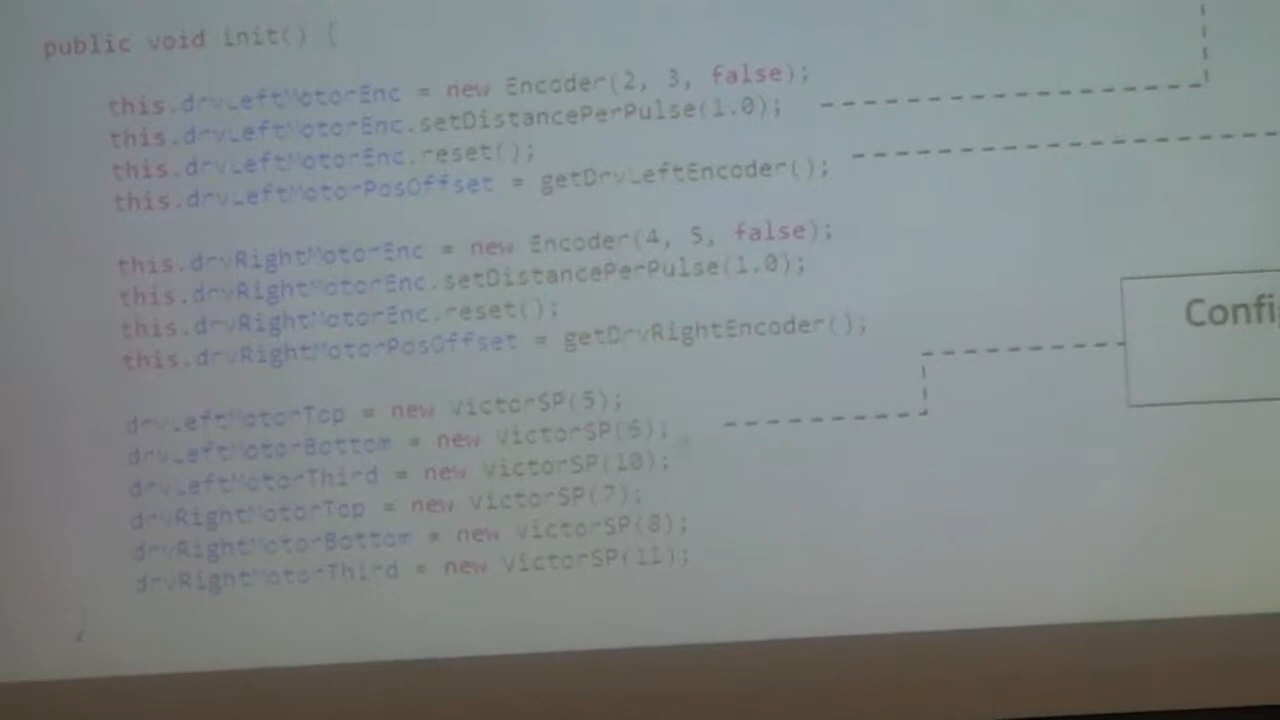 public void init() {
this.drvLeftMotorEnc = new Encoder(2, 3, false);
this.drvLeftMotorEnc.setDistancePerPulse(1.0);
this.drvLeftMotorEnc.reset();
this.drvLeftMotorPosOffset = getDrvLeftEncoder();
this.drvRightMotorEnc = new Encoder(4, 5, false);
this.drvRightMotorEnc.setDistancePerPulse(1.0);
this.drvRightMotorEnc.reset();
this.drvRightMotorPosOffset = getDrvRightEncoder();
drvLeftMotorTop = new VictorSP(5);
drvLeftMotorBottom = new VictorSP(6);
drvLeftMotorThird = new VictorSP(10);
drvRightMotorTop = new VictorSP(7);
drvRightMotorBottom = new VictorSP(8);
drvRightMotorThird = new VictorSP(11);
Config